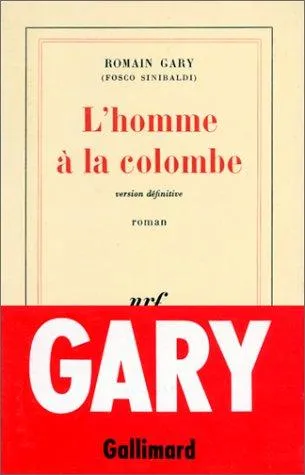 ROMAIN GARY
(FOSCO SINIBALDI)
L'homme
à la colombe
version définitive
roman
nrf
GARY
Gallimard